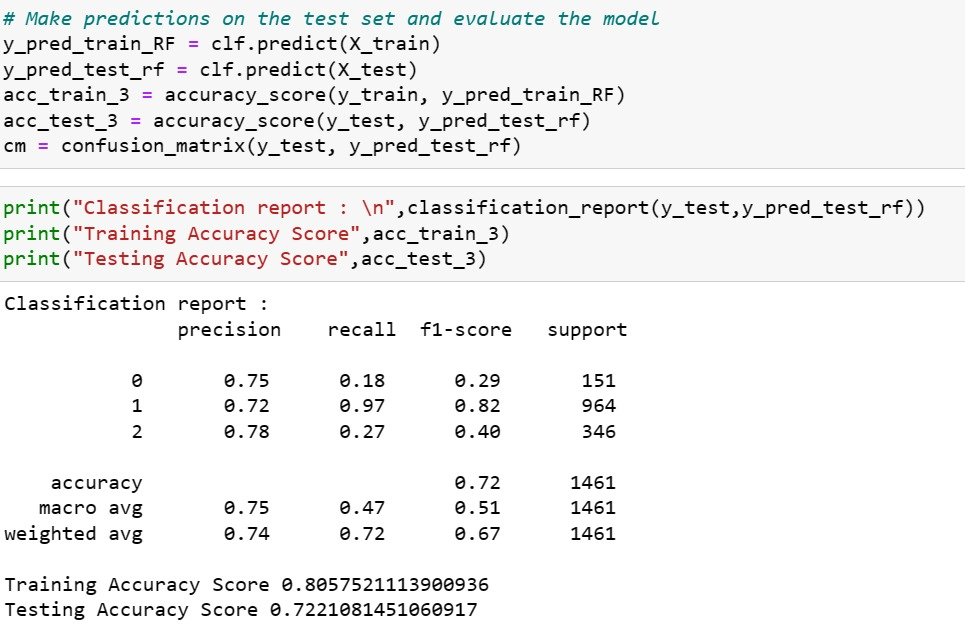 # Make predictions on the test set and evaluate the model
y_pred_train_RF = clf.predict(X_train)
y_pred_test_rf = clf.predict(X_test)
acc_train_3 = accuracy_score(y_train, y_pred_train_RF)
acc_test_3 = accuracy_score(y_test, y_pred_test_rf)
cm = confusion_matrix(y_test, y_pred_test_rf)
print("Classification report : \n",classification_report(y_test,y_pred_test_rf))
print("Training Accuracy Score",acc_train_3)
print("Testing Accuracy Score",acc_test_3)
Classification report :
precision recall f1-score support
0 0.75 0.18 0.29 151
1 0.72 0.97 0.82 964
2 0.78 0.27 0.40 346
accuracy 0.72 1461
macro avg 0.75 0.47 0.51 1461
weighted avg 0.74 0.72 0.67 1461
Training Accuracy Score 0.8057521113900936
Testing Accuracy Score 0.7221081451060917